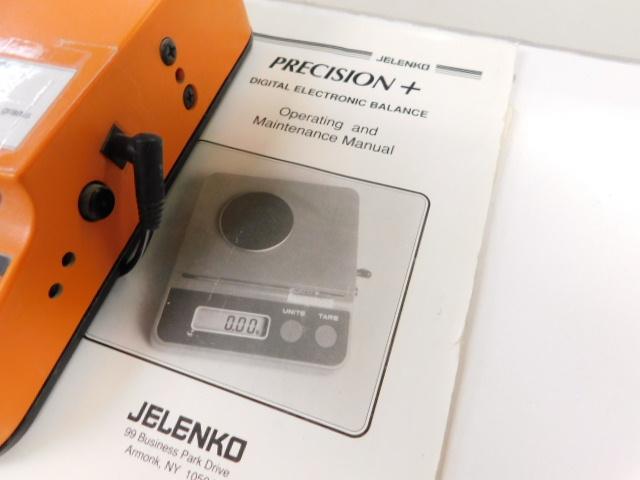 grams
JELENKO
PRECISION +
DIGITAL ELECTRONIC BALANCE
Operating and
Maintenance Manual
UNITS TARE
0.00
JELENKO
99 Business Park Drive
Armonk, NY